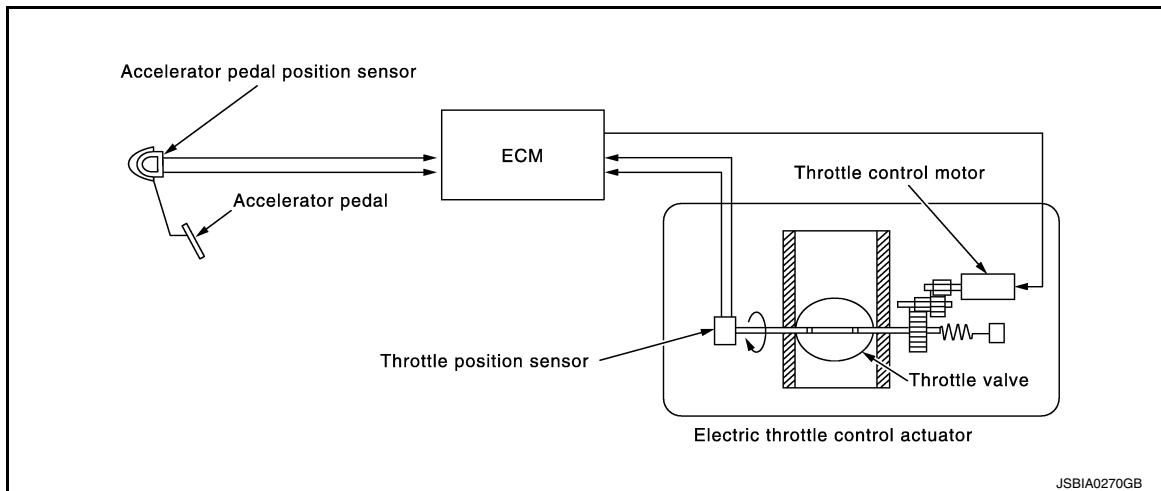 Accelerator pedal position sensor
ECM
Throttle control motor
Accelerator pedal
Throttle position sensor
Throttle valve
Electric throttle control actuator
JSBIA0270GB